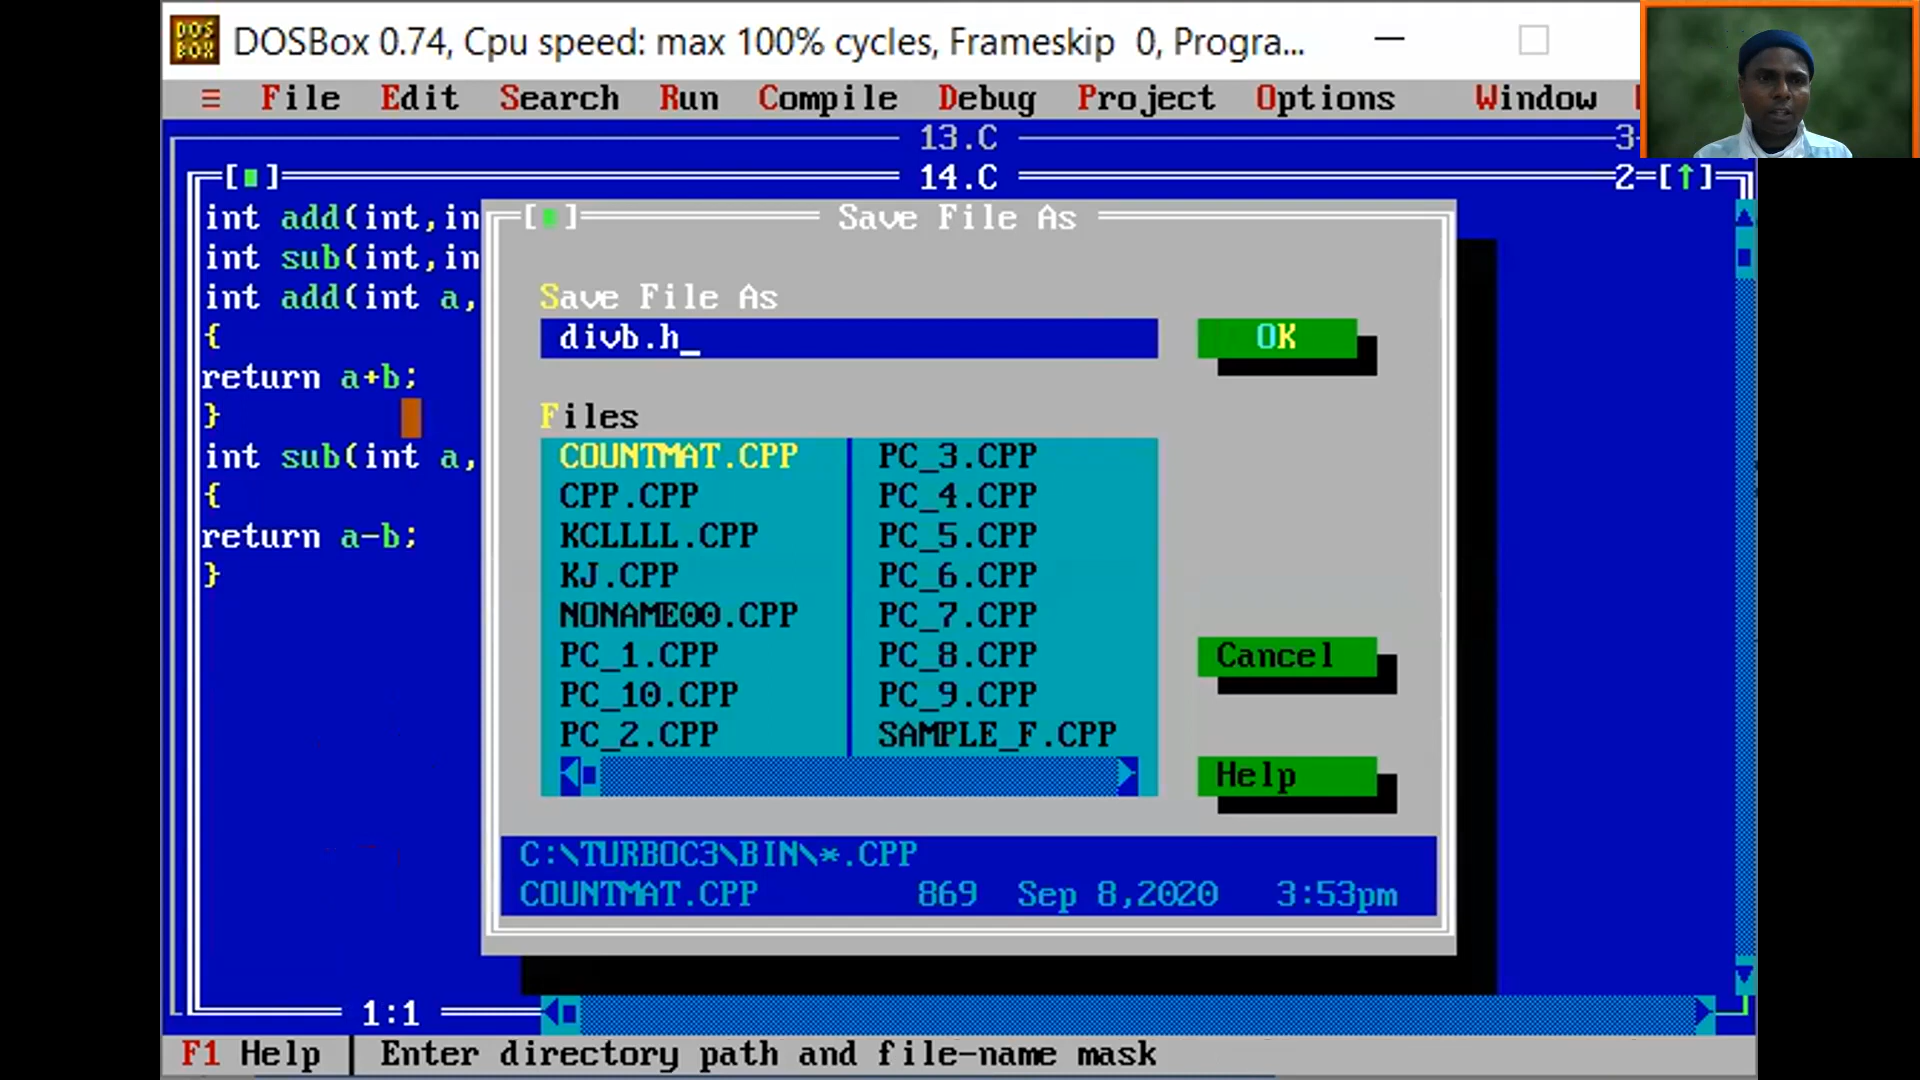 DOS
BOX
DOSBox 0.74, Cpu speed: max 100% cycles, Frameskip 0, Progra...
≡ File Edit Search Run Compile Debug Project Options Window
13.C
3
[■] 14.C 2=[↑]
int add(int,in
int sub(int,in
int add(int a,
{
return a+b;
}
int sub(int a,
{
return a-b;
}
1:1
[■] Save File As
Save File As
divb.h_
OK
Files
COUNTMAT.CPP PC_3.CPP
CPP.CPP PC_4.CPP
KCLLLL.CPP PC_5.CPP
KJ.CPP PC_6.CPP
NONAME00.CPP PC_7.CPP
PC_1.CPP PC_8.CPP
PC_10.CPP PC_9.CPP
PC_2.CPP SAMPLE_F.CPP
Cancel
Help
C:\TURBOC3\BIN\*.CPP
COUNTMAT.CPP 869 Sep 8,2020 3:53pm
F1 Help | Enter directory path and file-name mask